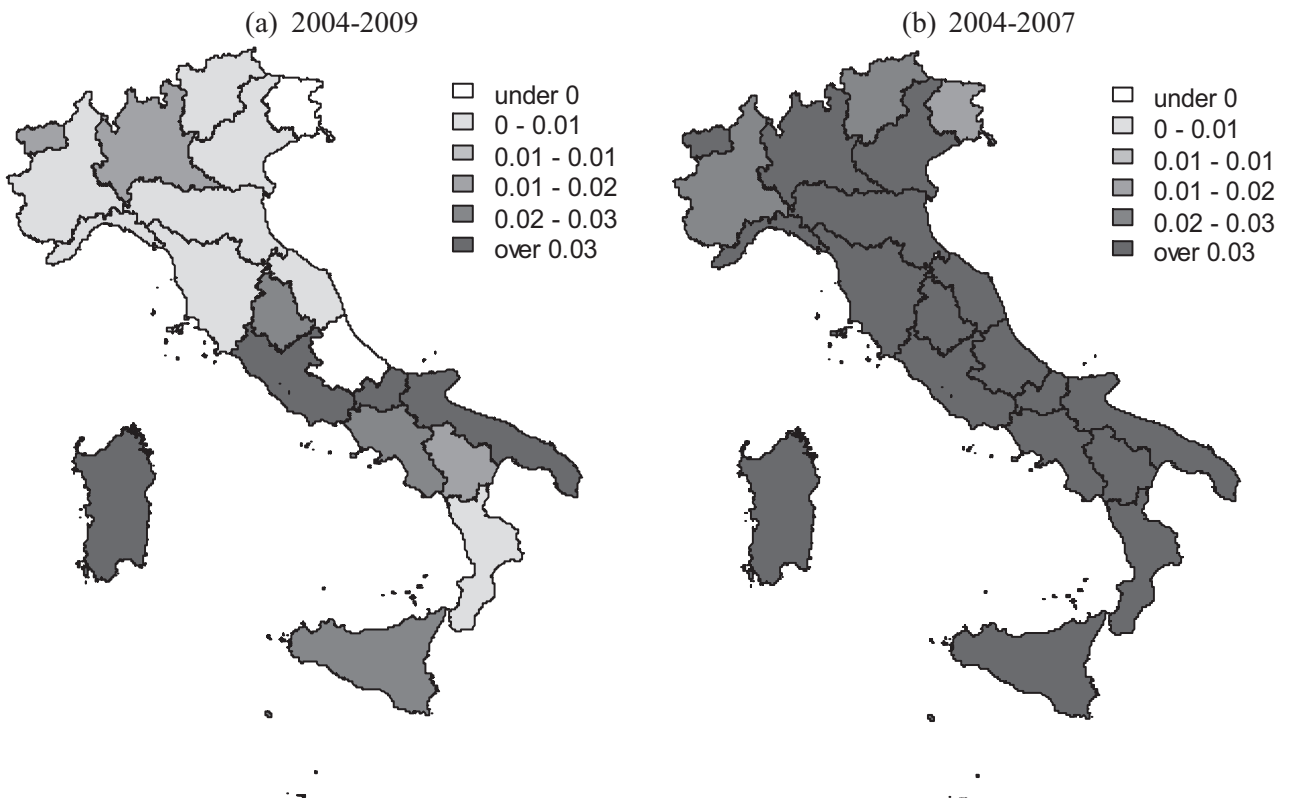 (a) 2004-2009
under 0
0 - 0.01
0.01 - 0.01
0.01 - 0.02
0.02 - 0.03
over 0.03
(b) 2004-2007
under 0
0 - 0.01
0.01 - 0.01
0.01 - 0.02
0.02 - 0.03
over 0.03